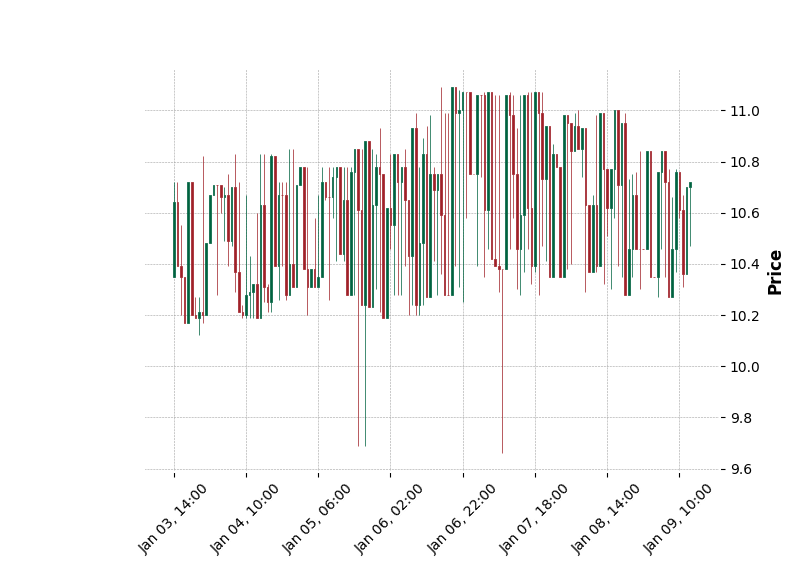 11.0
10.8
10.6
10.4
10.2
10.0
9.8
9.6
Price
Jan 03, 14:00
Jan 04, 10:00
Jan 05, 06:00
Jan 06, 02:00
Jan 06, 22:00
Jan 07, 18:00
Jan 08, 14:00
Jan 09, 10:00